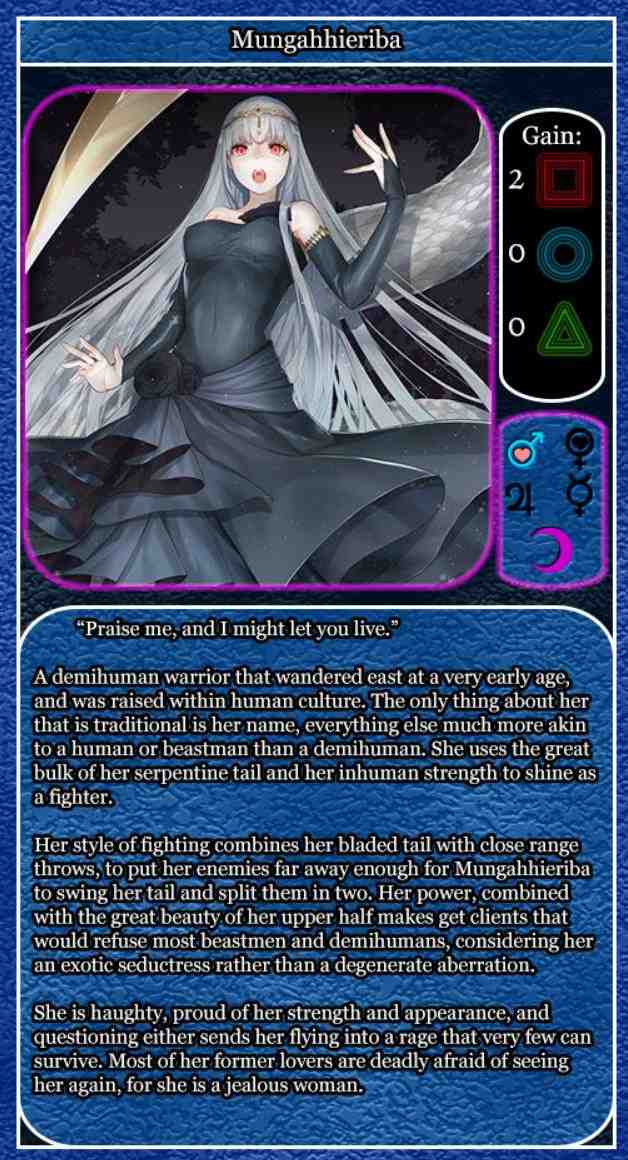 Mungahhieriba
Gain:
2
0
0
“Praise me, and I might let you live.”
A demihuman warrior that wandered east at a very early age,
and was raised within human culture. The only thing about her
that is traditional is her name, everything else much more akin
to a human or beastman than a demihuman. She uses the great
bulk of her serpentine tail and her inhuman strength to shine as
a fighter.
Her style of fighting combines her bladed tail with close range
throws, to put her enemies far away enough for Mungahhieriba
to swing her tail and split them in two. Her power, combined
with the great beauty of her upper half makes get clients that
would refuse most beastmen and demihumans, considering her
an exotic seductress rather than a degenerate aberration.
She is haughty, proud of her strength and appearance, and
questioning either sends her flying into a rage that very few can
survive. Most of her former lovers are deadly afraid of seeing
her again, for she is a jealous woman.